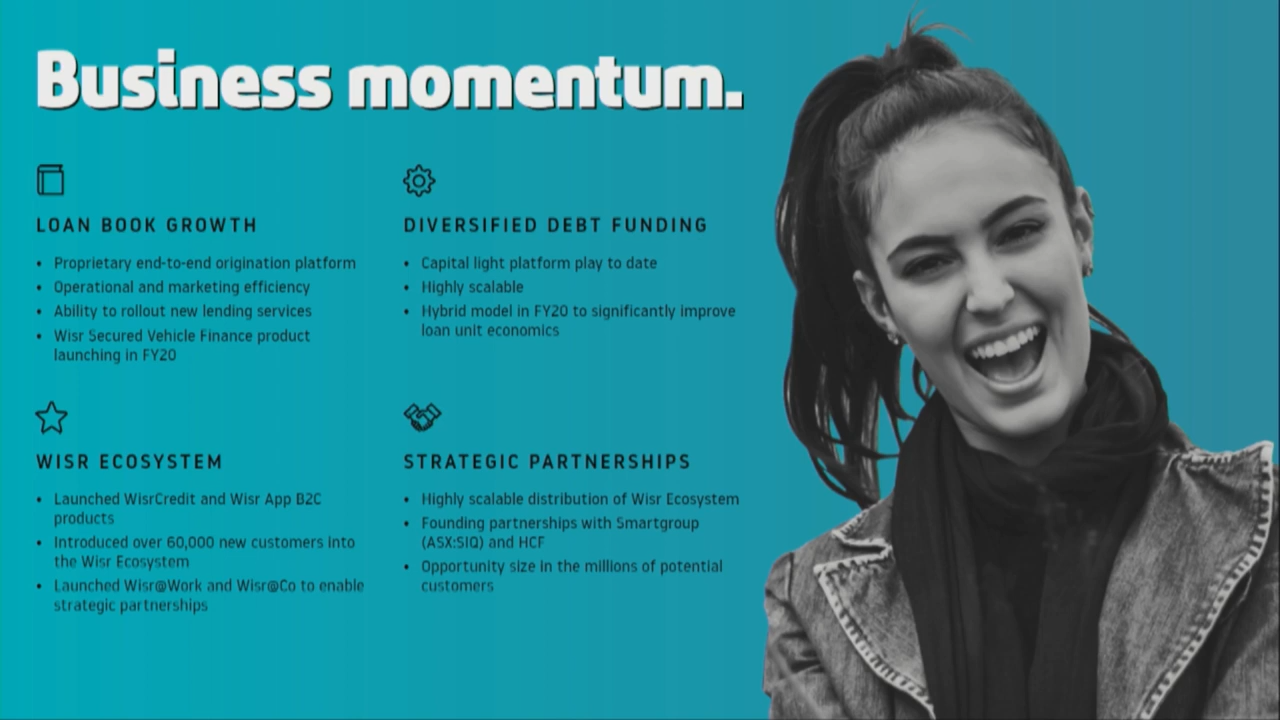 Business momentum.
LOAN BOOK GROWTH
• Proprietary end-to-end origination platform
• Operational and marketing efficiency
• Ability to rollout new lending services
• Wisr Secured Vehicle Finance product
launching in FY20
DIVERSIFIED DEBT FUNDING
• Capital light platform play to date
• Highly scalable
• Hybrid model in FY20 to significantly improve
loan unit economics
WISR ECOSYSTEM
• Launched WisrCredit and Wisr App B2C
products
• Introduced over 60,000 new customers into
the Wisr Ecosystem
• Launched Wisr@Work and Wisr@Co to enable
strategic partnerships
STRATEGIC PARTNERSHIPS
• Highly scalable distribution of Wisr Ecosystem
• Founding partnerships with Smartgroup
(ASX:SIQ) and HCF
• Opportunity size in the millions of potential
customers